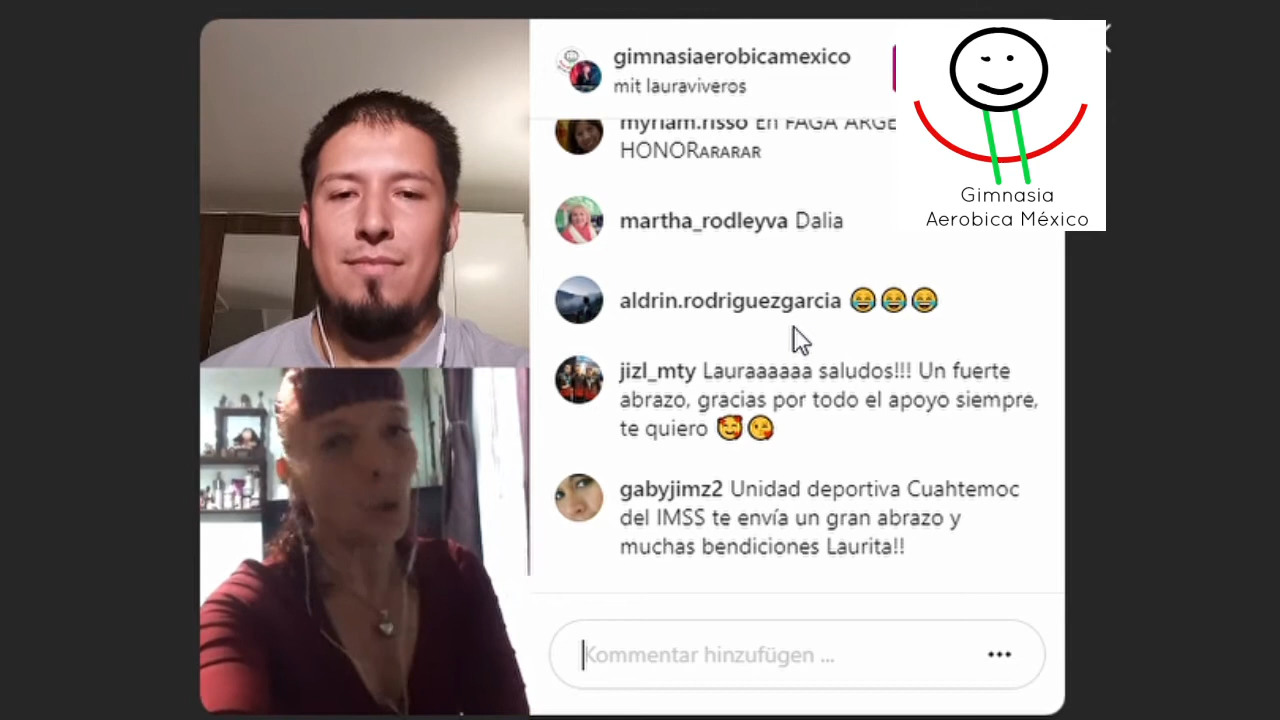 gimnasiaerobicamexico
mit lauraviveros
myriam.risso En FAGA ARGE
HONORARARAR
martha_rodleyva Dalia
aldrin.rodriguezgarcia 😂😂😂
jizl_mty Lauraaaaaa saludos!!! Un fuerte
abrazo, gracias por todo el apoyo siempre,
te quiero 🥰😘
gabyjimz2 Unidad deportiva Cuahtemoc
del IMSS te envía un gran abrazo y
muchas bendiciones Laurita!!
Kommentar hinzufügen ...
Gimnasia
Aerobica México